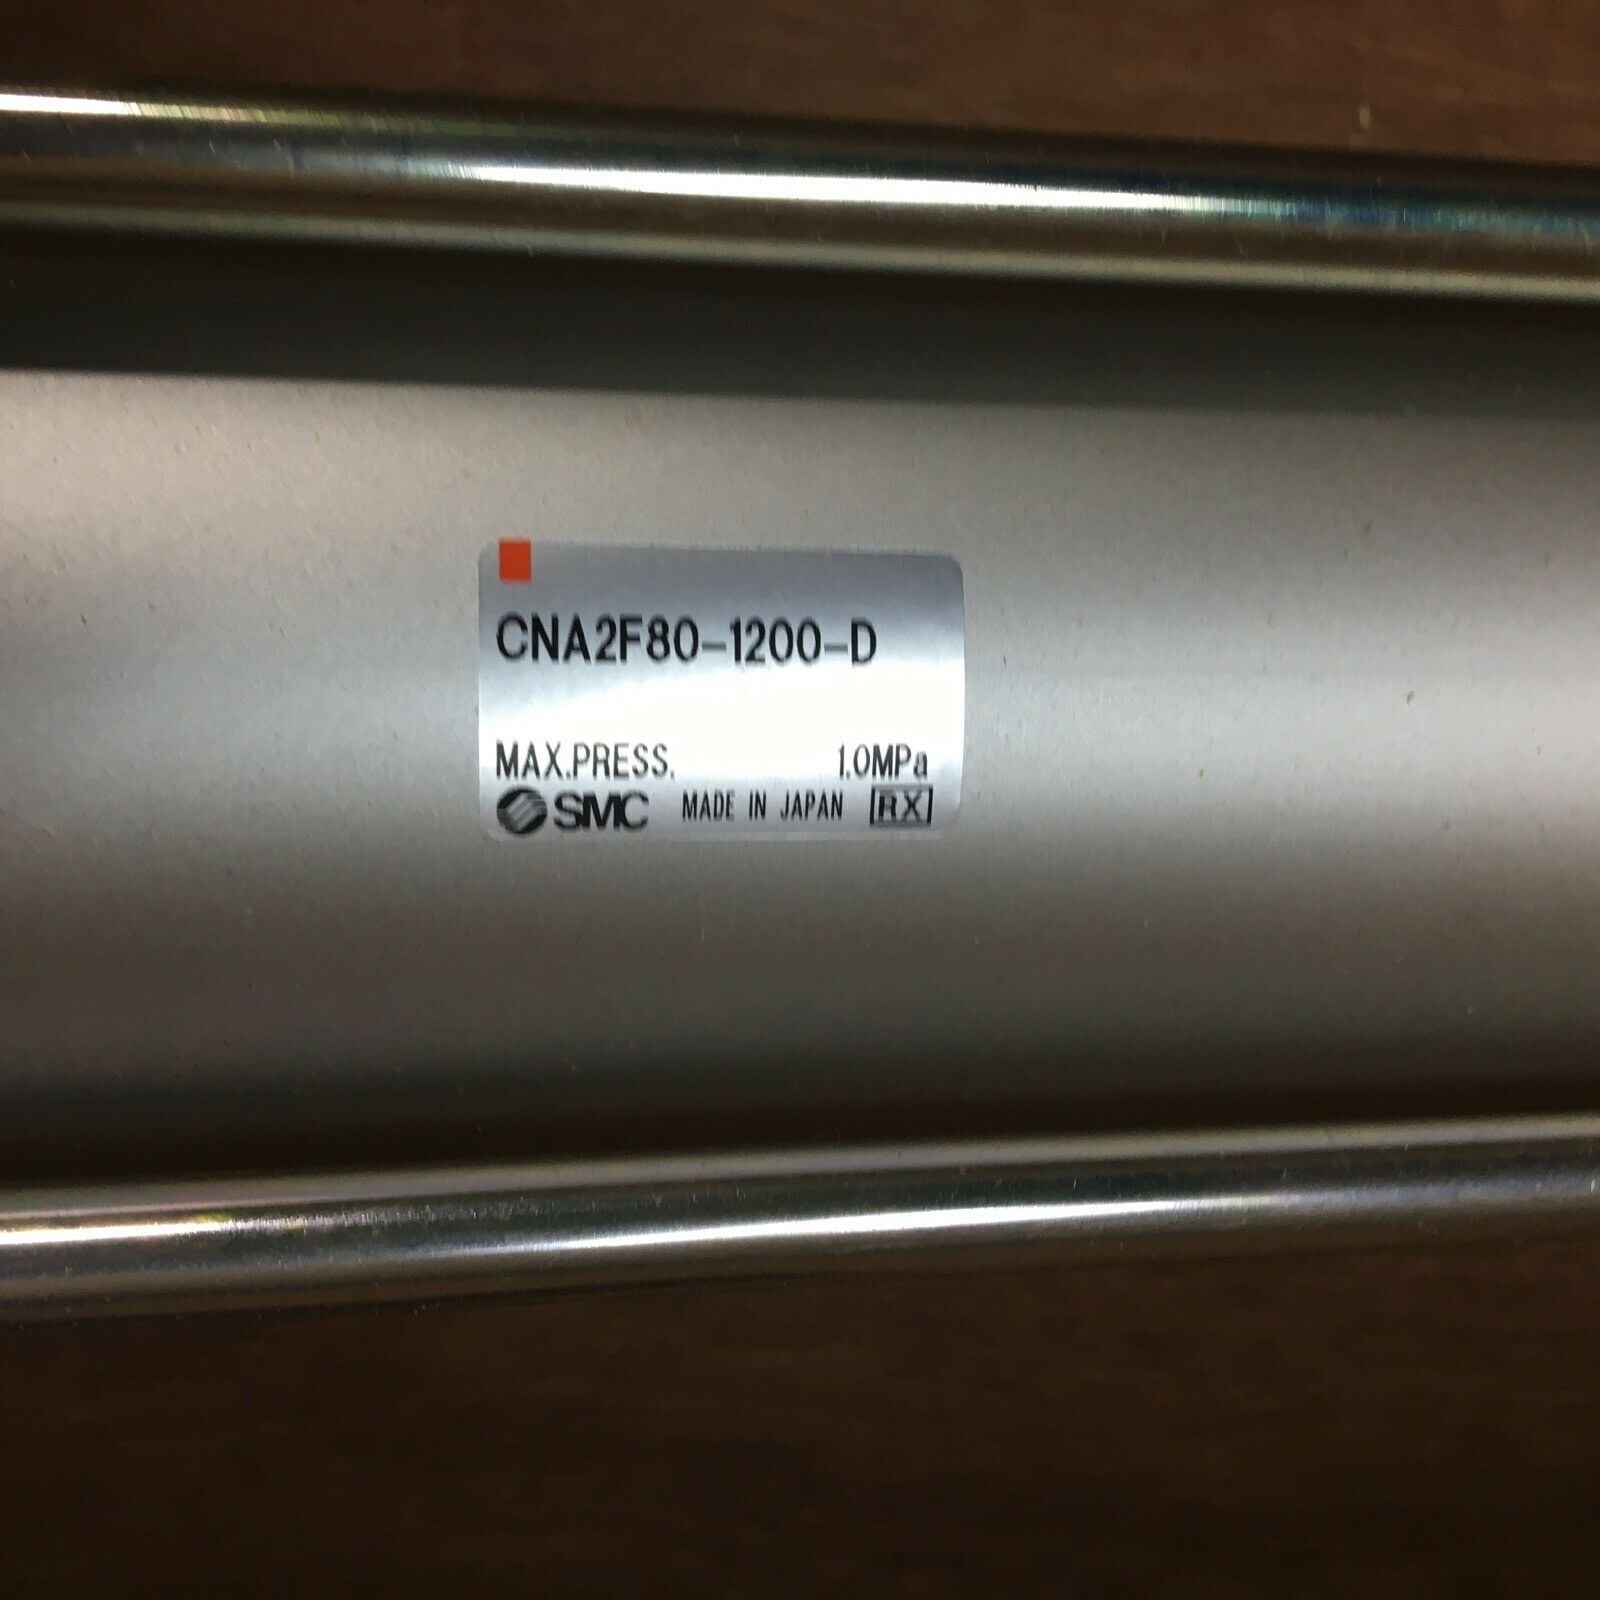 CNA2F80-1200-D
MAX.PRESS. 1.0MPa
SMC MADE IN JAPAN RX